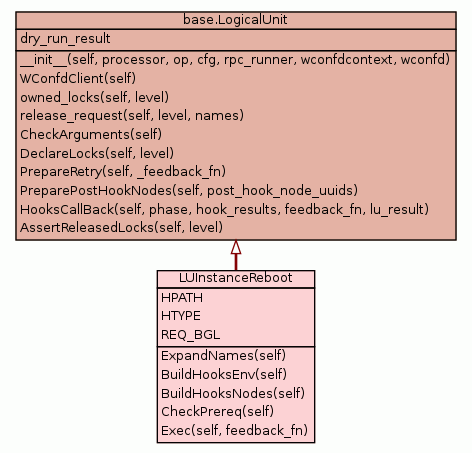 base.LogicalUnit
dry_run_result
__init__(self, processor, op, cfg, rpc_runner, wconfdcontext, wconfd)
WConfdClient(self)
owned_locks(self, level)
release_request(self, level, names)
CheckArguments(self)
DeclareLocks(self, level)
PrepareRetry(self, _feedback_fn)
PreparePostHookNodes(self, post_hook_node_uuids)
HooksCallBack(self, phase, hook_results, feedback_fn, lu_result)
AssertReleasedLocks(self, level)
LUInstanceReboot
HPATH
HTYPE
REQ_BGL
ExpandNames(self)
BuildHooksEnv(self)
BuildHooksNodes(self)
CheckPrereq(self)
Exec(self, feedback_fn)